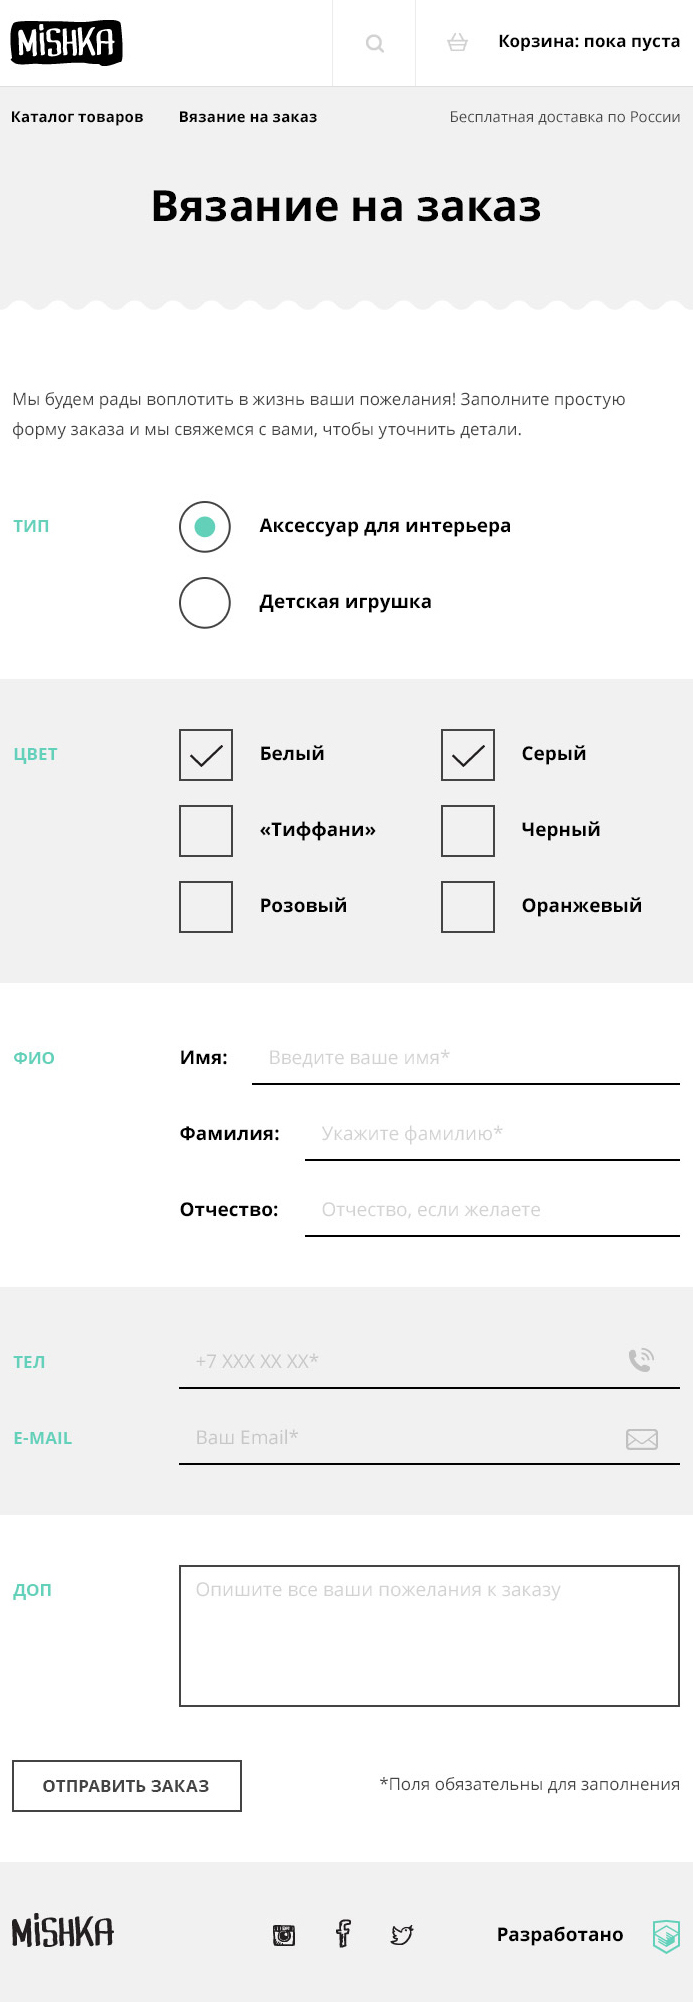 MiSHKA
Корзина: пока пуста
Каталог товаров
Вязание на заказ
Бесплатная доставка по России
Вязание на заказ
Мы будем рады воплотить в жизнь ваши пожелания! Заполните простую
форму заказа и мы свяжемся с вами, чтобы уточнить детали.
ТИП
Аксессуар для интерьера
Детская игрушка
ЦВЕТ
Белый
Серый
«Тиффани»
Черный
Розовый
Оранжевый
ФИО
Имя:
Введите ваше имя*
Фамилия:
Укажите фамилию*
Отчество:
Отчество, если желаете
ТЕЛ
+7 XXX XX XX*
E-MAIL
Ваш Email*
ДОП
Опишите все ваши пожелания к заказу
ОТПРАВИТЬ ЗАКАЗ
*Поля обязательны для заполнения
MiSHKA
Разработано